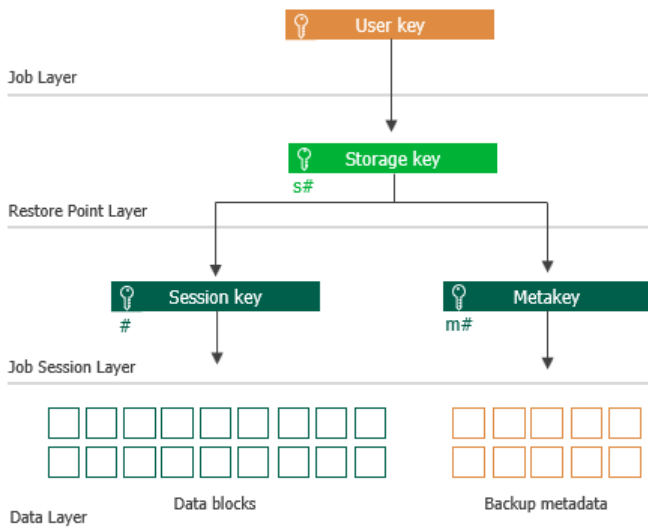 User key
Job Layer
Storage key
s#
Restore Point Layer
Session key
Metakey
#
m#
Job Session Layer
Data blocks
Backup metadata
Data Layer